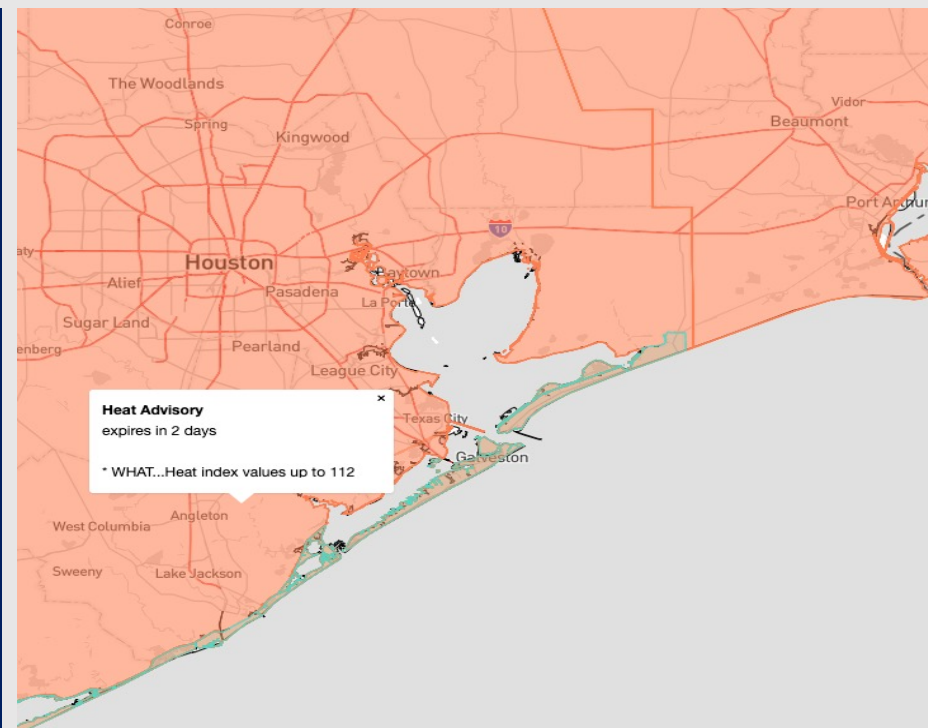 Conroe
The Woodlands
Vidor
Spring
Beaumont
Kingwood
Port Arthur
10
aty
Houston
Baytown
Alief
Pasadena
La Porte
Sugar Land
enberg
Pearland
League City
Heat Advisory
×
expires in 2 days
* WHAT...Heat index values up to 112
Texas City
Galveston
Angleton
West Columbia
Sweeny
Lake Jackson